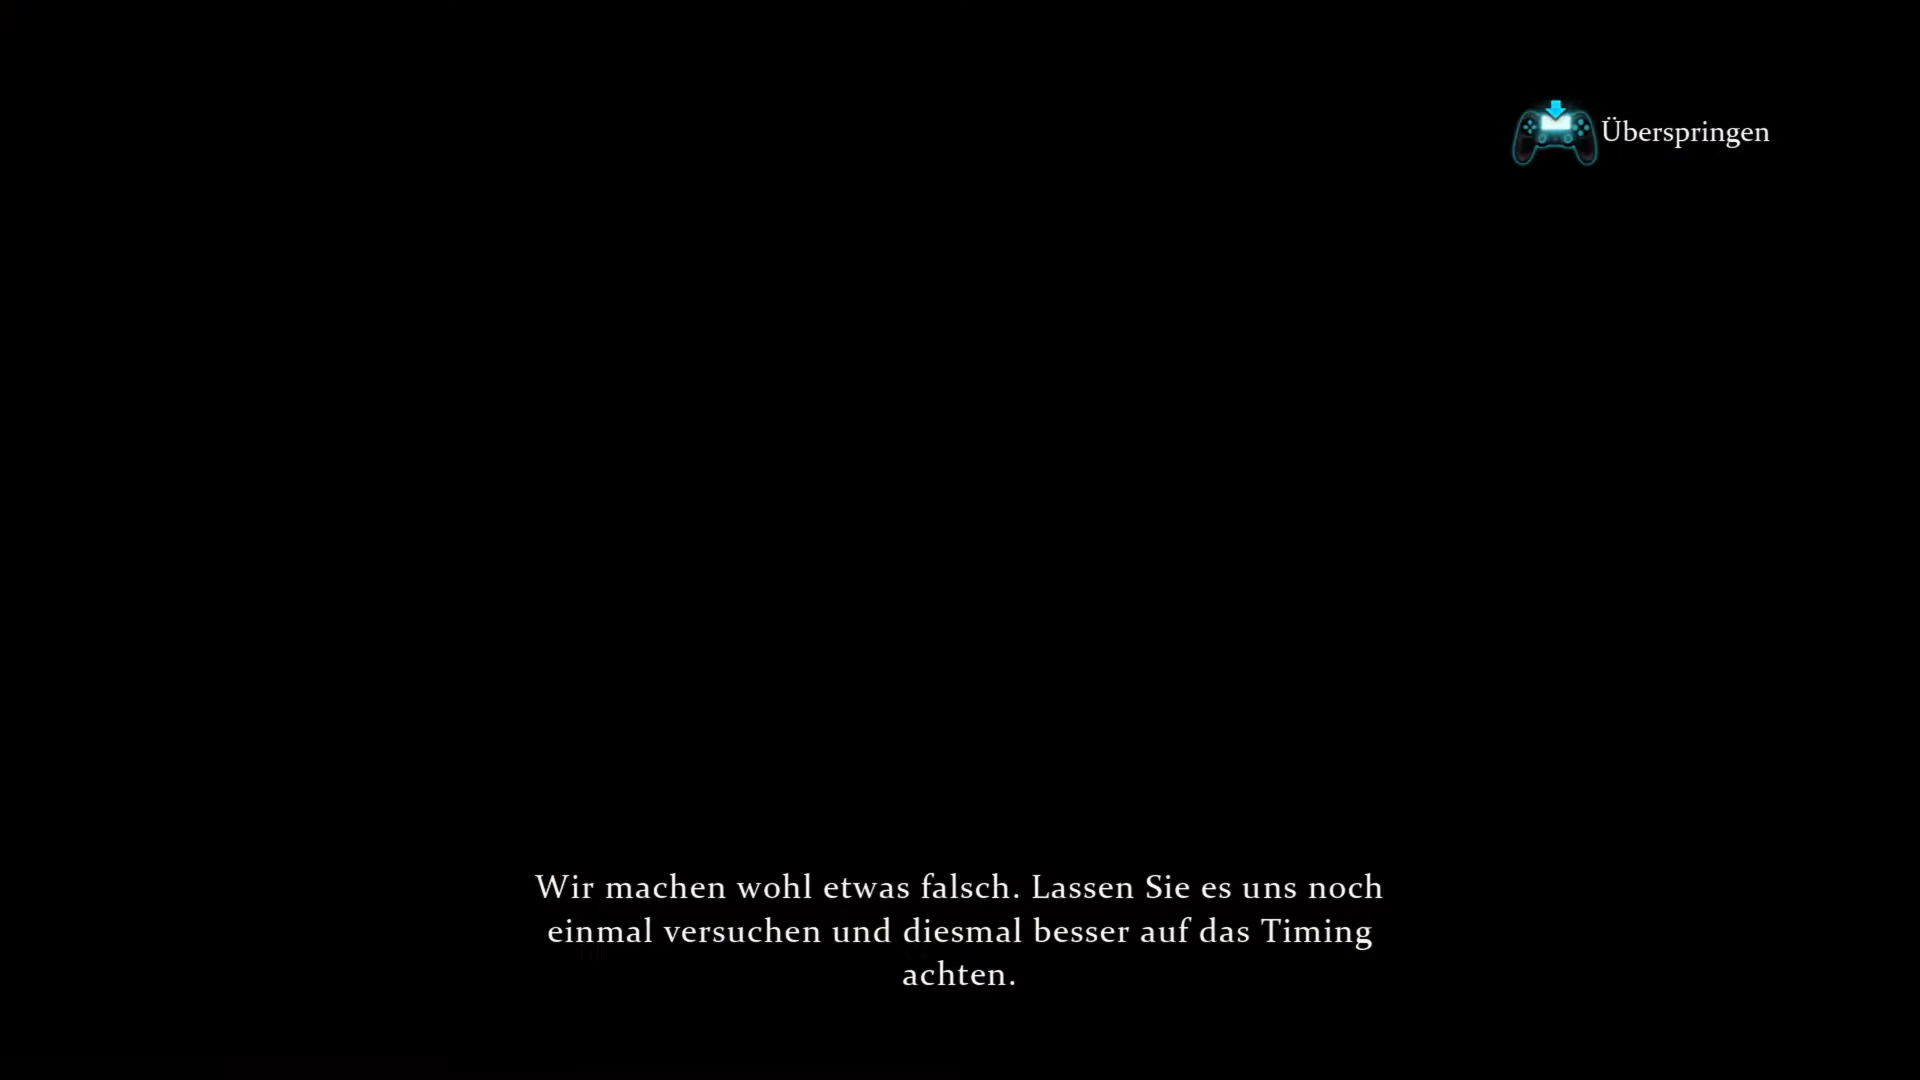 Überspringen
Wir machen wohl etwas falsch. Lassen Sie es uns noch
einmal versuchen und diesmal besser auf das Timing
achten.